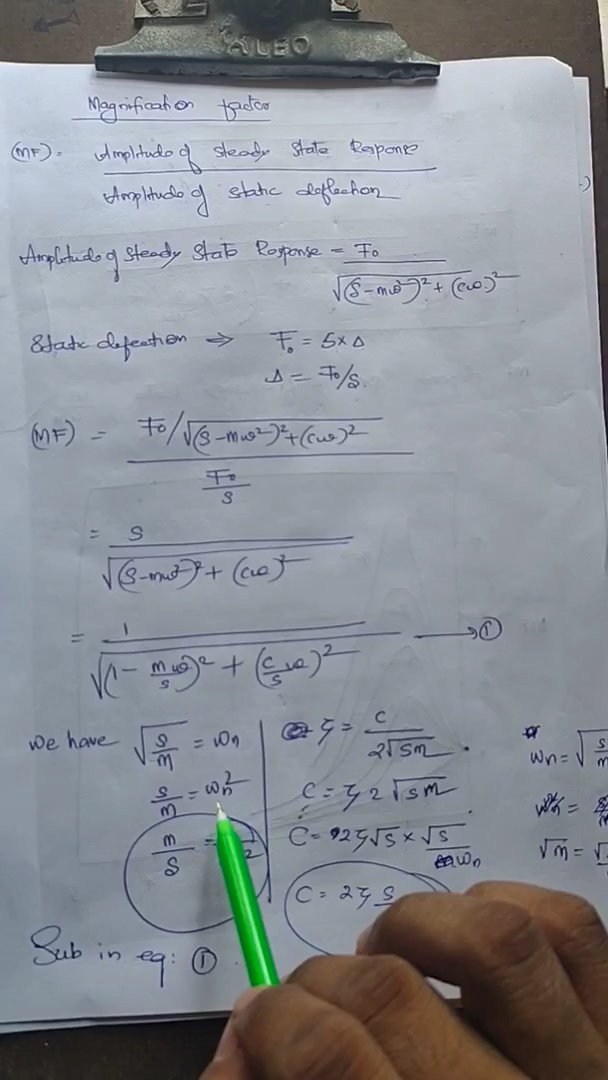 PALEO
Magnification factor
(MF) = Amplitude of steady state Response
Amplitude of static deflection
Amplitude of steady state Response = F₀
√(S-mω²)² + (cω)²
Static defection ⇒ F₀ = S × Δ
Δ = F₀/S
(MF) = F₀/√(S-mω²)²+(cω)²
F₀/S
= S
√(S-mω²)² + (cω)²
= 1
√(1 - mω²/S)² + (c/S ω)² → ①
We have √(S/m) = ωn
S/m = ωn²
m/S =
ζ = c/2√Sm
C = ζ 2 √Sm
C = 2ζ√S × √S/ωn
C = 2ζ S
ωn = √S/m
√m = √S
Sub in eq: ①